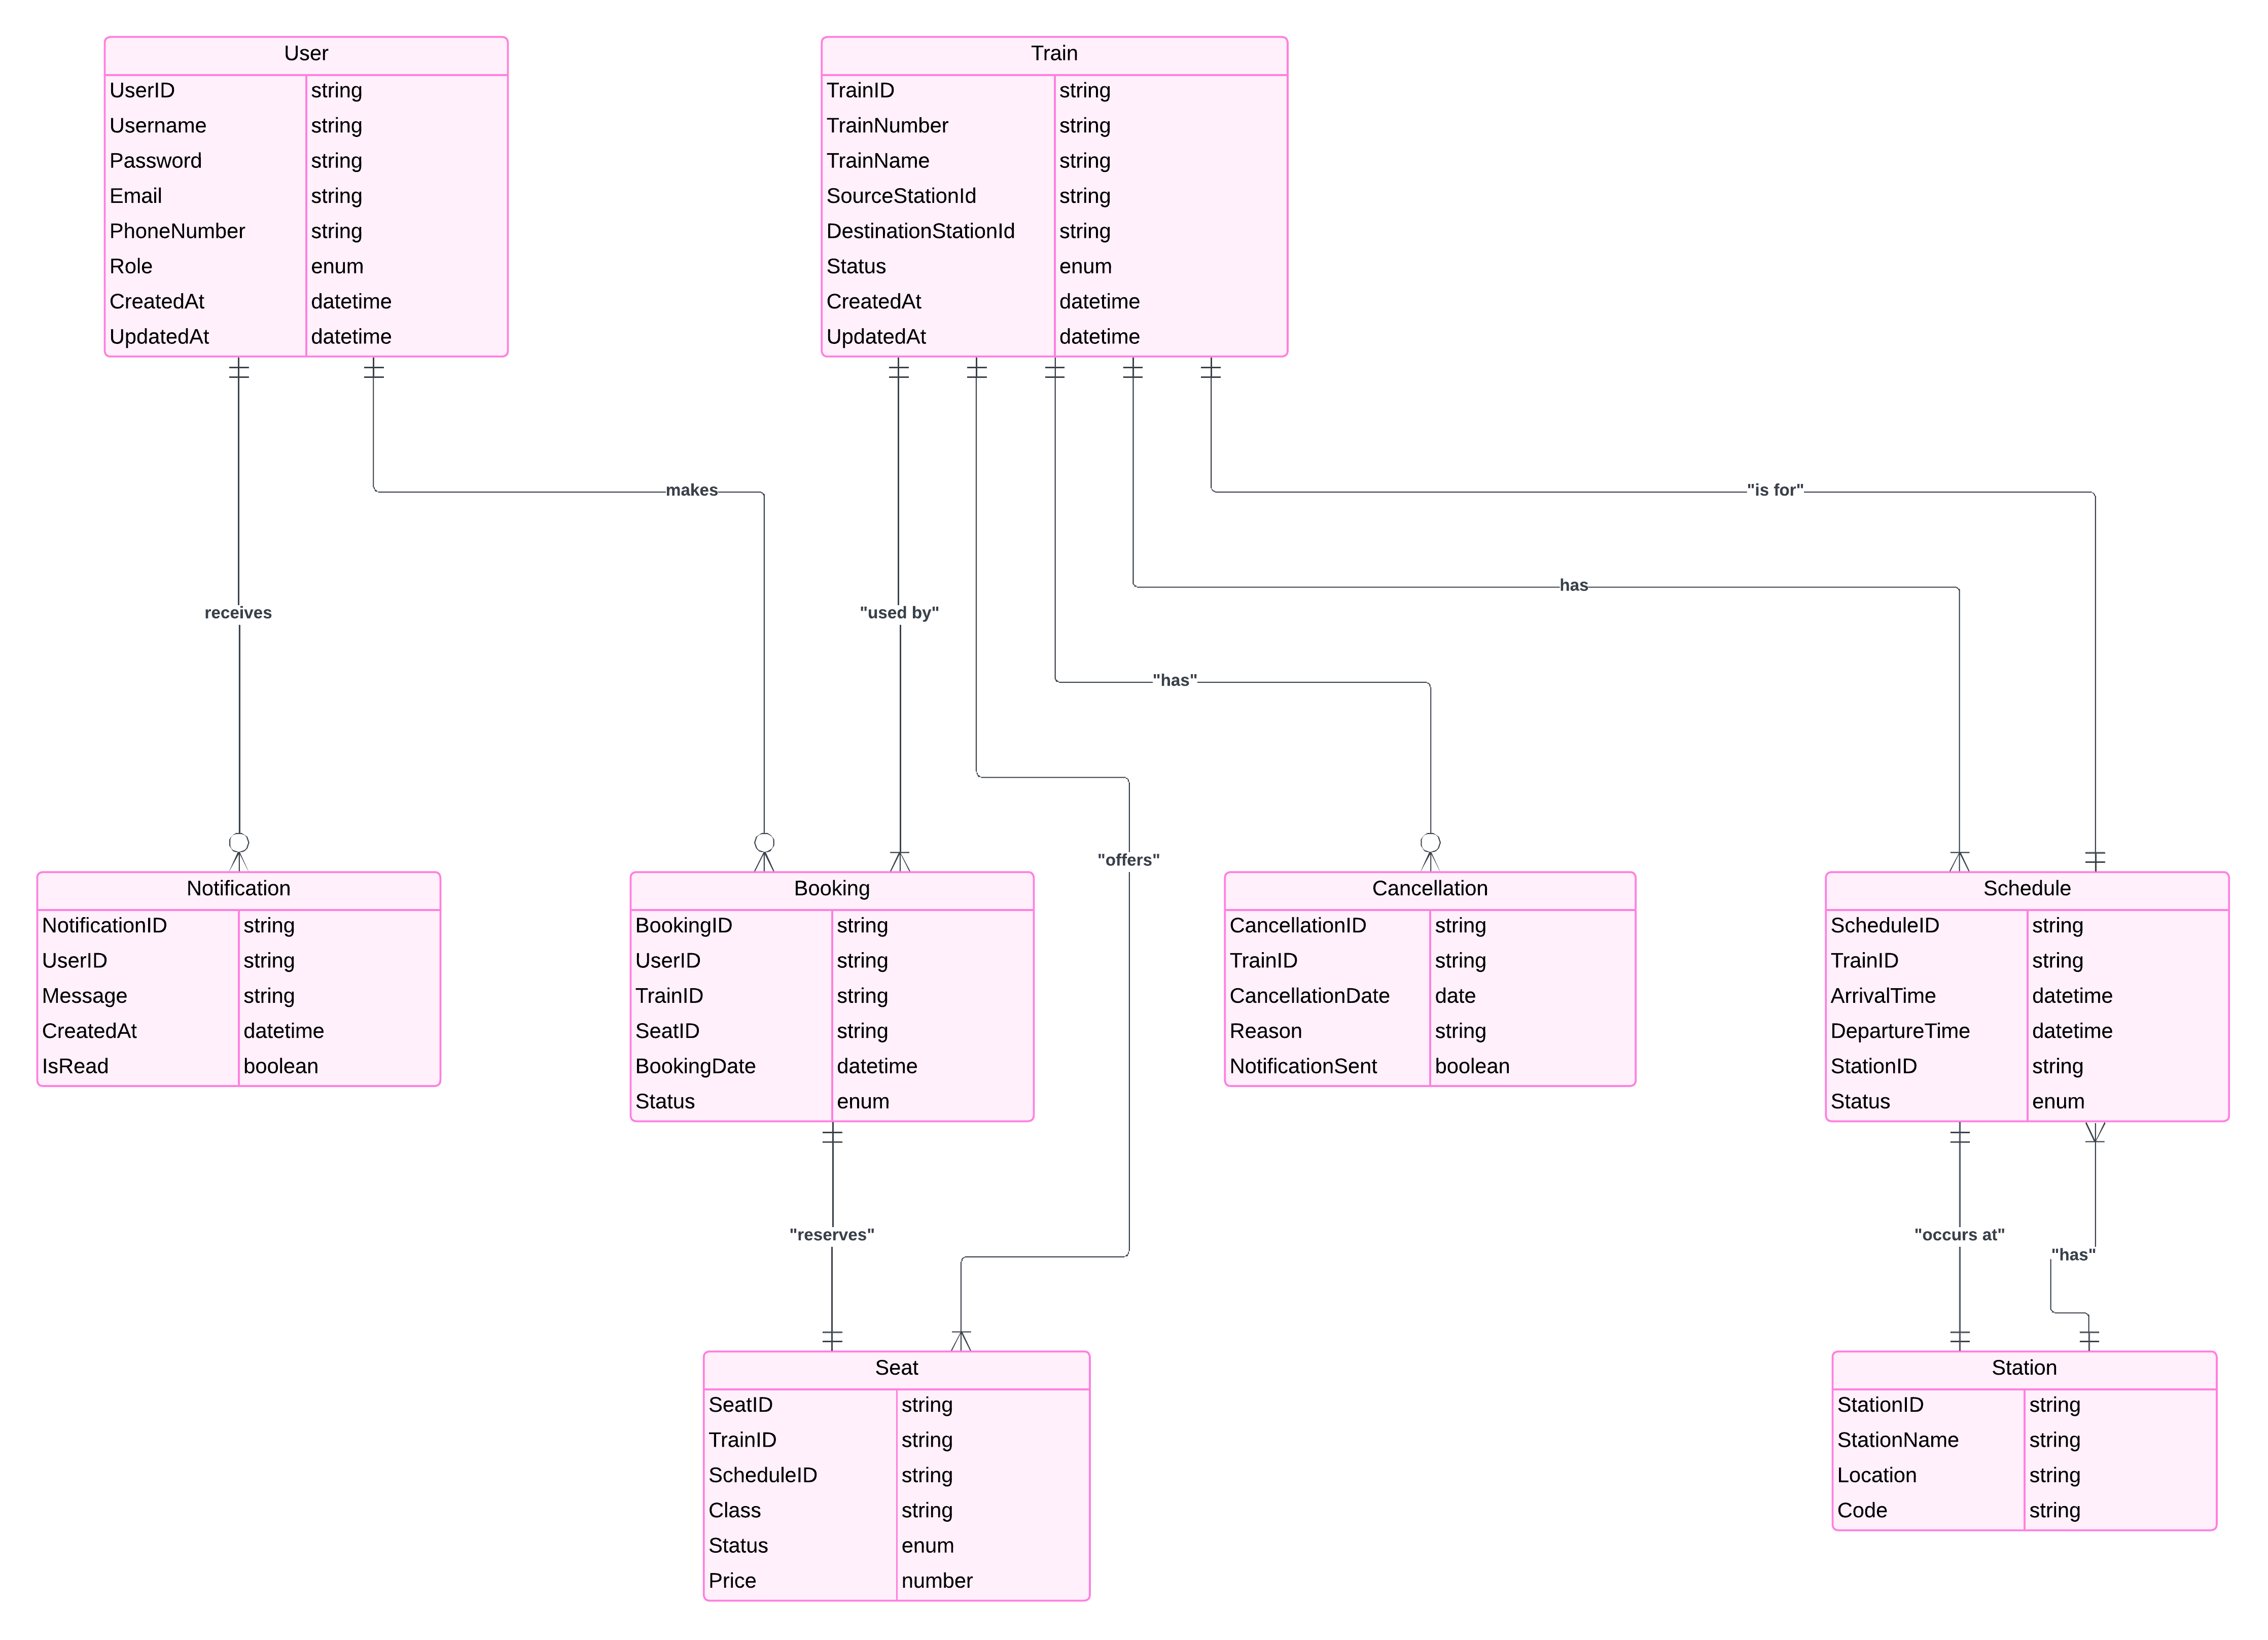 User
UserID string
Username string
Password string
Email string
PhoneNumber string
Role enum
CreatedAt datetime
UpdatedAt datetime
Train
TrainID string
TrainNumber string
TrainName string
SourceStationId string
DestinationStationId string
Status enum
CreatedAt datetime
UpdatedAt datetime
makes
"is for"
has
receives
"used by"
"has"
"offers"
Notification
NotificationID string
UserID string
Message string
CreatedAt datetime
IsRead boolean
Booking
BookingID string
UserID string
TrainID string
SeatID string
BookingDate datetime
Status enum
Cancellation
CancellationID string
TrainID string
CancellationDate date
Reason string
NotificationSent boolean
Schedule
ScheduleID string
TrainID string
ArrivalTime datetime
DepartureTime datetime
StationID string
Status enum
"reserves"
"occurs at"
"has"
Seat
SeatID string
TrainID string
ScheduleID string
Class string
Status enum
Price number
Station
StationID string
StationName string
Location string
Code string